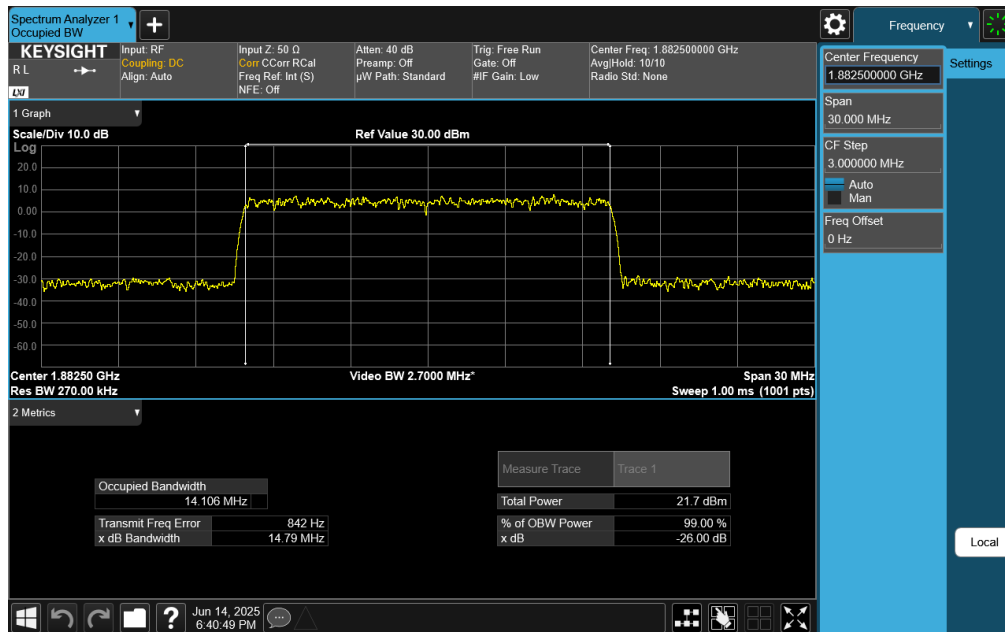 Spectrum Analyzer 1
Occupied BW
Frequency
KEYSIGHT
R L
LXI
Input: RF
Coupling: DC
Align: Auto
Input Z: 50 Ω
Corr CCorr RCal
Freq Ref: Int (S)
NFE: Off
Atten: 40 dB
Preamp: Off
µW Path: Standard
Trig: Free Run
Gate: Off
#IF Gain: Low
Center Freq: 1.882500000 GHz
Avg|Hold: 10/10
Radio Std: None
Center Frequency
1.882500000 GHz
Settings
Span
30.000 MHz
CF Step
3.000000 MHz
Auto
Man
Freq Offset
0 Hz
Local
1 Graph
Scale/Div 10.0 dB
Ref Value 30.00 dBm
Log
20.0
10.0
0.00
-10.0
-20.0
-30.0
-40.0
-50.0
-60.0
Center 1.88250 GHz
Video BW 2.7000 MHz*
Span 30 MHz
Res BW 270.00 kHz
Sweep 1.00 ms (1001 pts)
2 Metrics
Measure Trace
Trace 1
Occupied Bandwidth
14.106 MHz
Total Power
21.7 dBm
Transmit Freq Error
842 Hz
% of OBW Power
99.00 %
x dB Bandwidth
14.79 MHz
x dB
-26.00 dB
Jun 14, 2025
6:40:49 PM